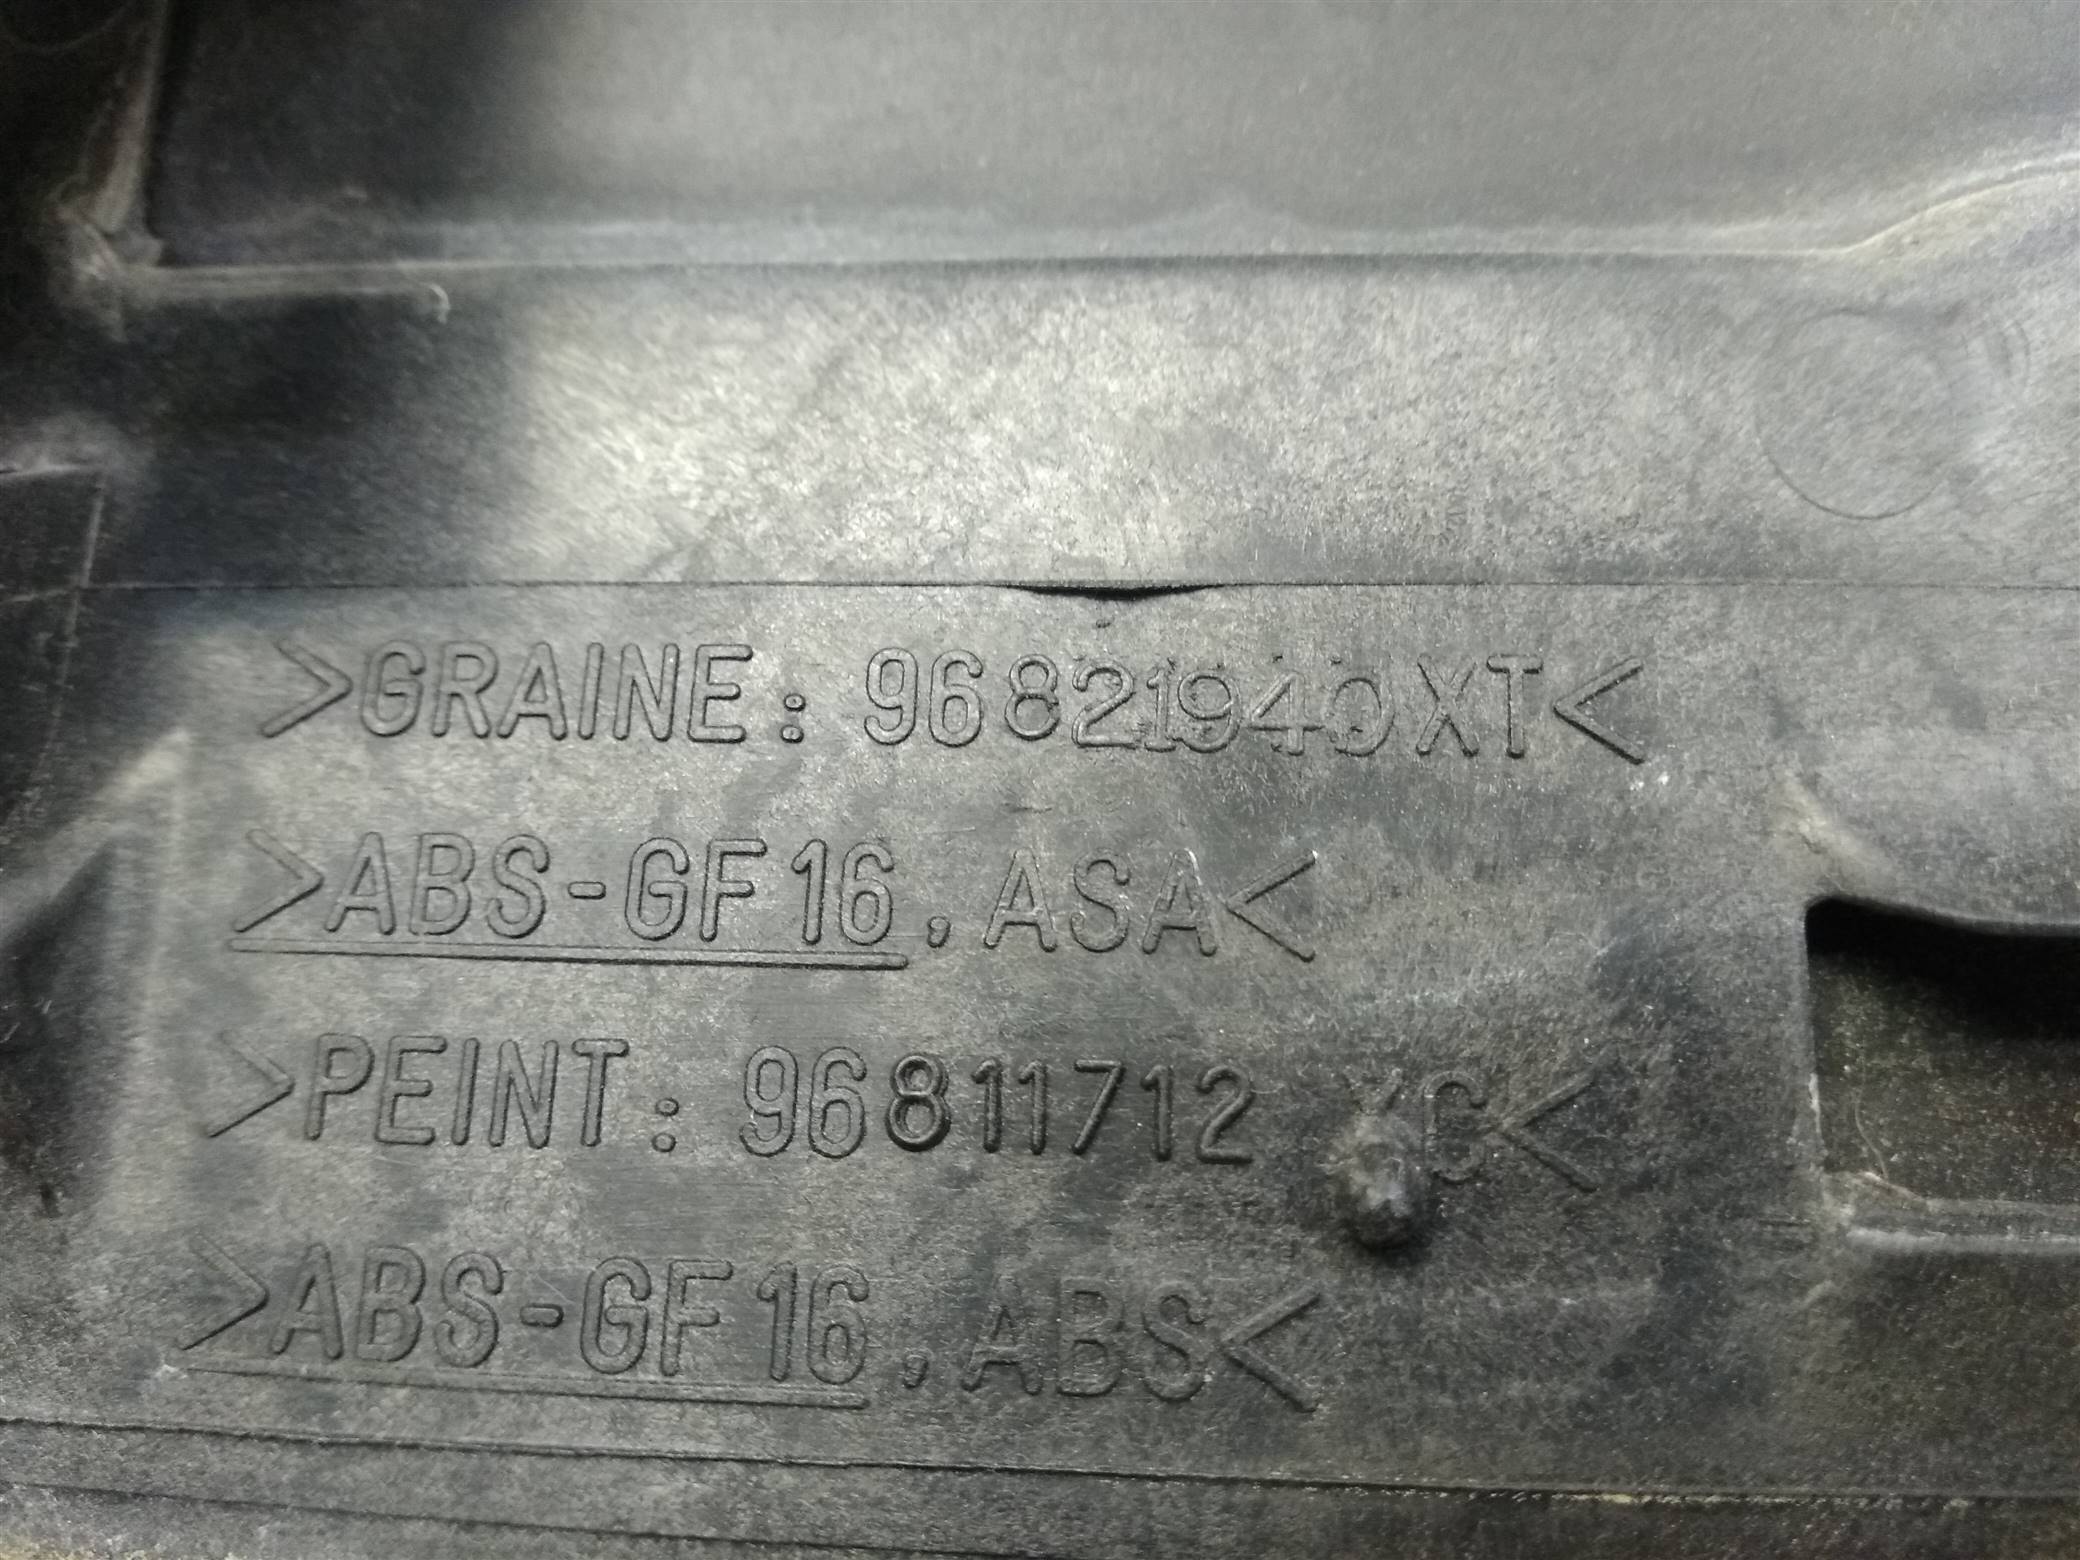 >GRAINE: 96821940XT<
>ABS-GF16, ASA<
>PEINT: 96811712 <
>ABS-GF16, ABS<